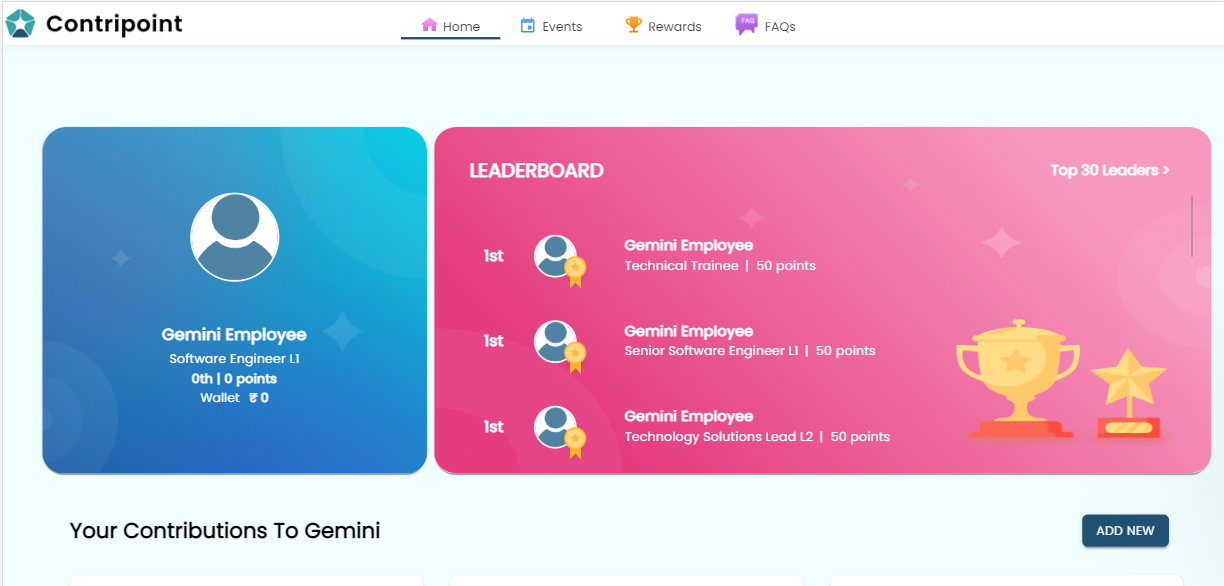 Contripoint
Home
Events
Rewards
FAQ
FAQs
Gemini Employee
Software Engineer L1
0th | 0 points
Wallet ₹ 0
LEADERBOARD
Top 30 Leaders >
1st
Gemini Employee
Technical Trainee | 50 points
1st
Gemini Employee
Senior Software Engineer L1 | 50 points
1st
Gemini Employee
Technology Solutions Lead L2 | 50 points
Your Contributions To Gemini
ADD NEW